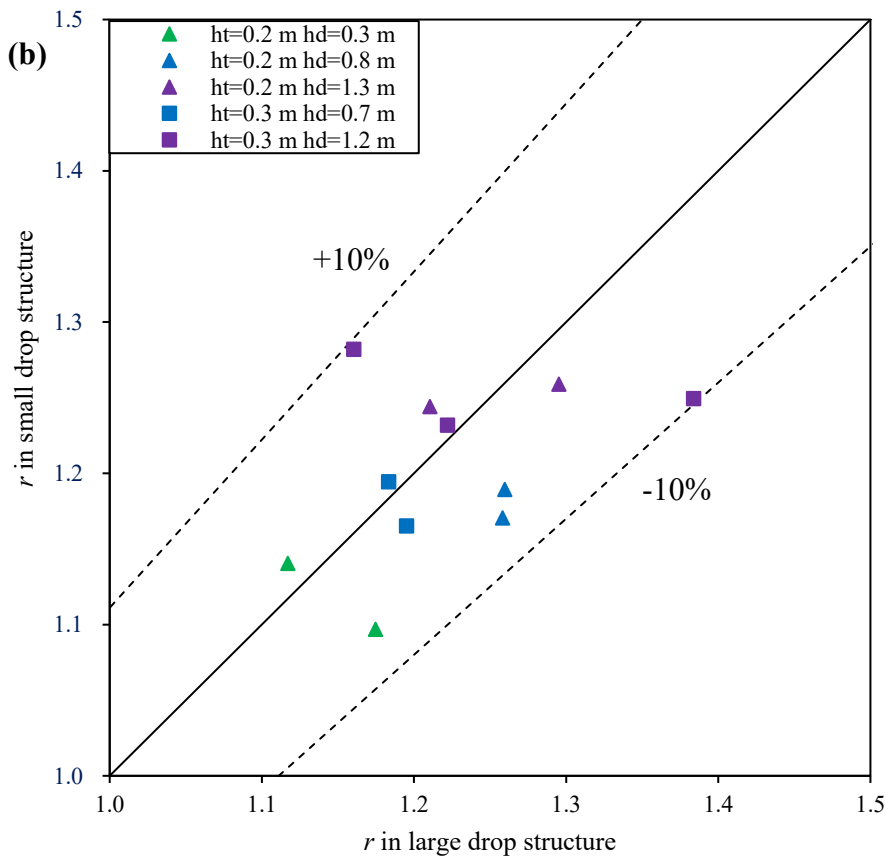 (b)
ht=0.2 m hd=0.3 m
ht=0.2 m hd=0.8 m
ht=0.2 m hd=1.3 m
ht=0.3 m hd=0.7 m
ht=0.3 m hd=1.2 m
+10%
-10%
r in small drop structure
1.5
1.4
1.3
1.2
1.1
1.0
1.0 1.1 1.2 1.3 1.4 1.5
r in large drop structure